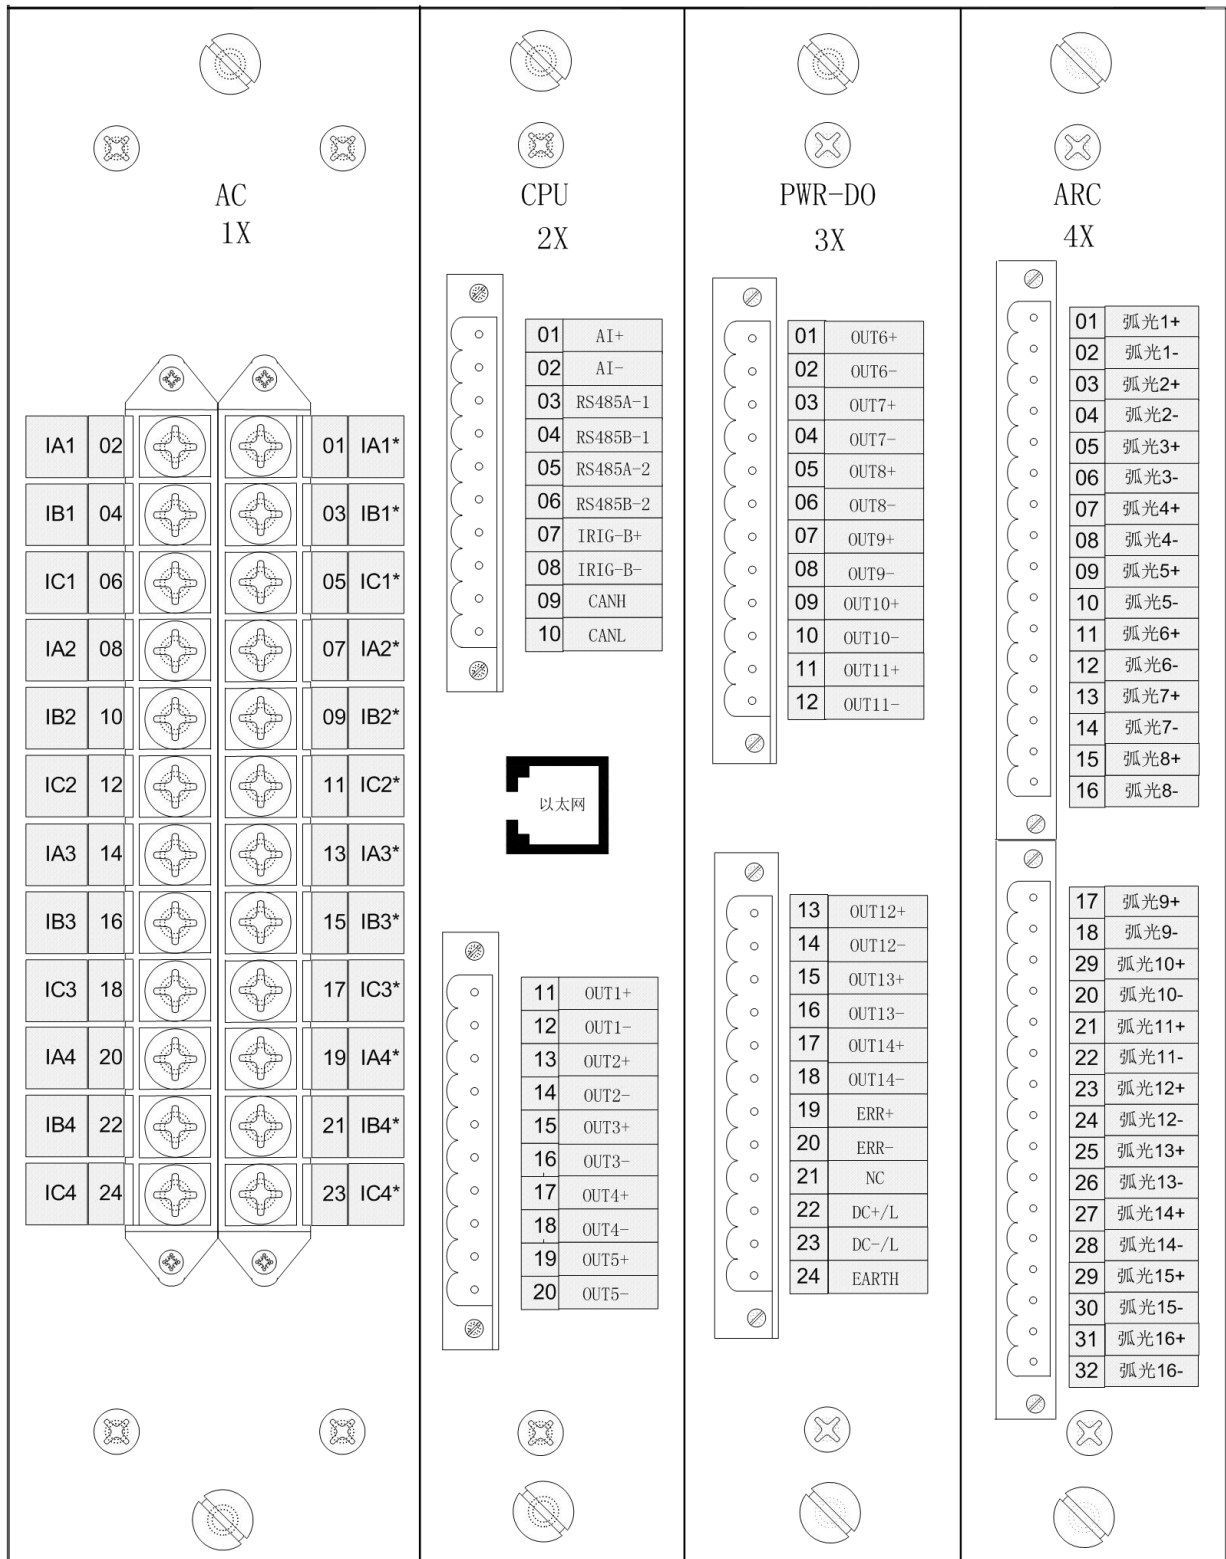 AC
1X
IA1 02 01 IA1*
IB1 04 03 IB1*
IC1 06 05 IC1*
IA2 08 07 IA2*
IB2 10 09 IB2*
IC2 12 11 IC2*
IA3 14 13 IA3*
IB3 16 15 IB3*
IC3 18 17 IC3*
IA4 20 19 IA4*
IB4 22 21 IB4*
IC4 24 23 IC4*
CPU
2X
01 AI+
02 AI-
03 RS485A-1
04 RS485B-1
05 RS485A-2
06 RS485B-2
07 IRIG-B+
08 IRIG-B-
09 CANH
10 CANL
以太网
11 OUT1+
12 OUT1-
13 OUT2+
14 OUT2-
15 OUT3+
16 OUT3-
17 OUT4+
18 OUT4-
19 OUT5+
20 OUT5-
PWR-DO
3X
01 OUT6+
02 OUT6-
03 OUT7+
04 OUT7-
05 OUT8+
06 OUT8-
07 OUT9+
08 OUT9-
09 OUT10+
10 OUT10-
11 OUT11+
12 OUT11-
13 OUT12+
14 OUT12-
15 OUT13+
16 OUT13-
17 OUT14+
18 OUT14-
19 ERR+
20 ERR-
21 NC
22 DC+/L
23 DC-/L
24 EARTH
ARC
4X
01 弧光1+
02 弧光1-
03 弧光2+
04 弧光2-
05 弧光3+
06 弧光3-
07 弧光4+
08 弧光4-
09 弧光5+
10 弧光5-
11 弧光6+
12 弧光6-
13 弧光7+
14 弧光7-
15 弧光8+
16 弧光8-
17 弧光9+
18 弧光9-
29 弧光10+
20 弧光10-
21 弧光11+
22 弧光11-
23 弧光12+
24 弧光12-
25 弧光13+
26 弧光13-
27 弧光14+
28 弧光14-
29 弧光15+
30 弧光15-
31 弧光16+
32 弧光16-